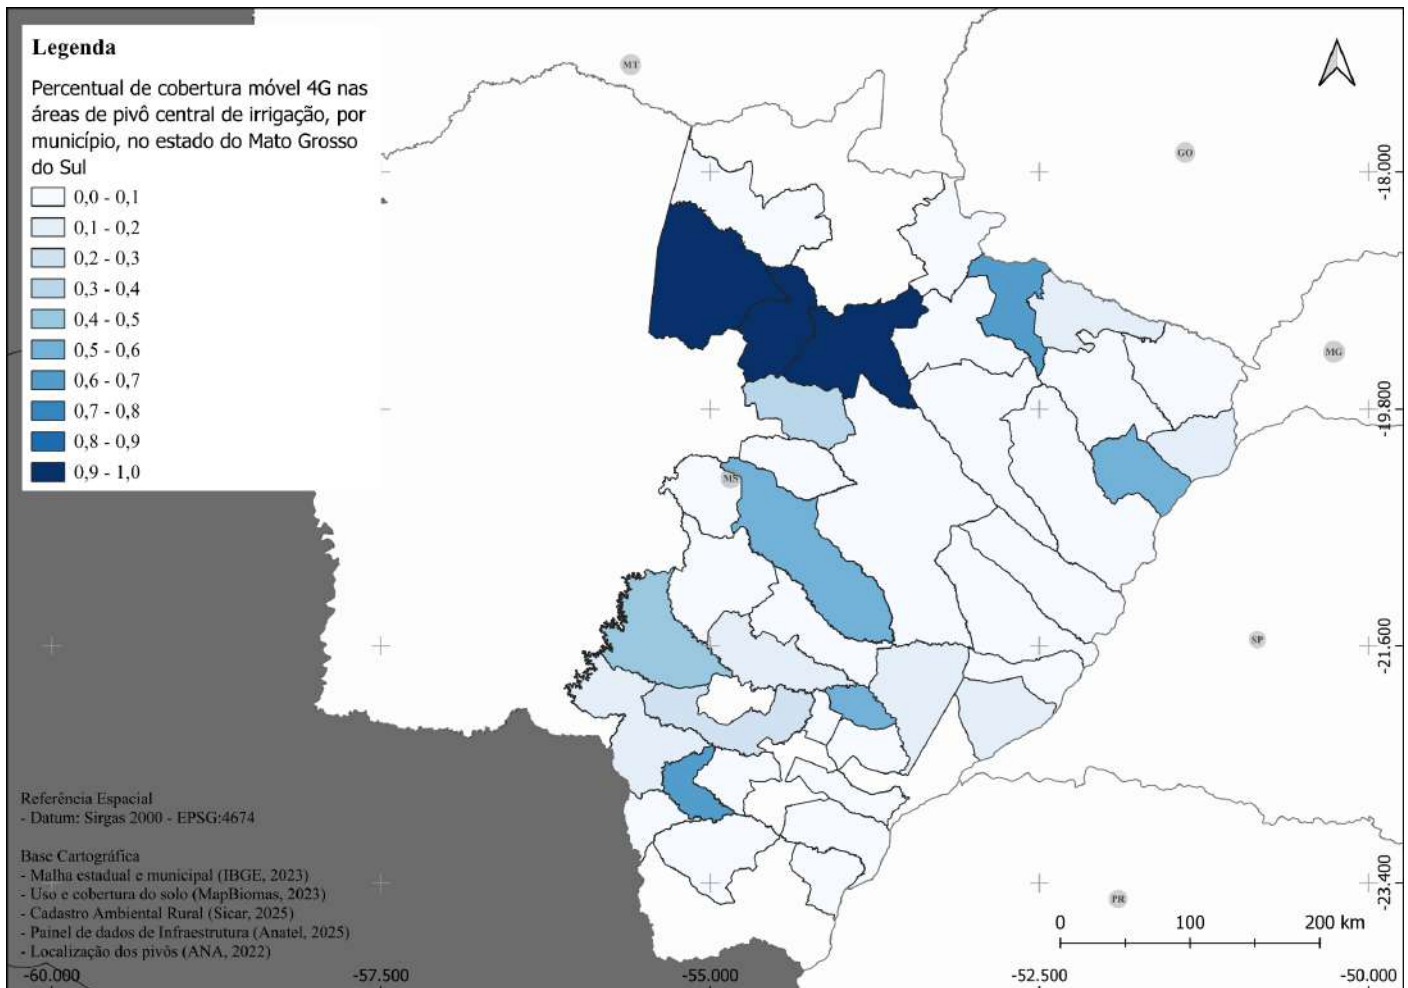 Legenda
Percentual de cobertura móvel 4G nas
áreas de pivô central de irrigação, por
município, no estado do Mato Grosso
do Sul
0,0 - 0,1
0,1 - 0,2
0,2 - 0,3
0,3 - 0,4
0,4 - 0,5
0,5 - 0,6
0,6 - 0,7
0,7 - 0,8
0,8 - 0,9
0,9 - 1,0
MT
GO
MG
MS
SP
PR
-18.000
-19.800
-21.600
-23.400
Referência Espacial
- Datum: Sirgas 2000 - EPSG:4674
Base Cartográfica
- Malha estadual e municipal (IBGE, 2023)
- Uso e cobertura do solo (MapBiomas, 2023)
- Cadastro Ambiental Rural (Sicar, 2025)
- Painel de dados de Infraestrutura (Anatel, 2025)
- Localização dos pivôs (ANA, 2022)
0 100 200 km
-60.000 -57.500 -55.000 -52.500 -50.000